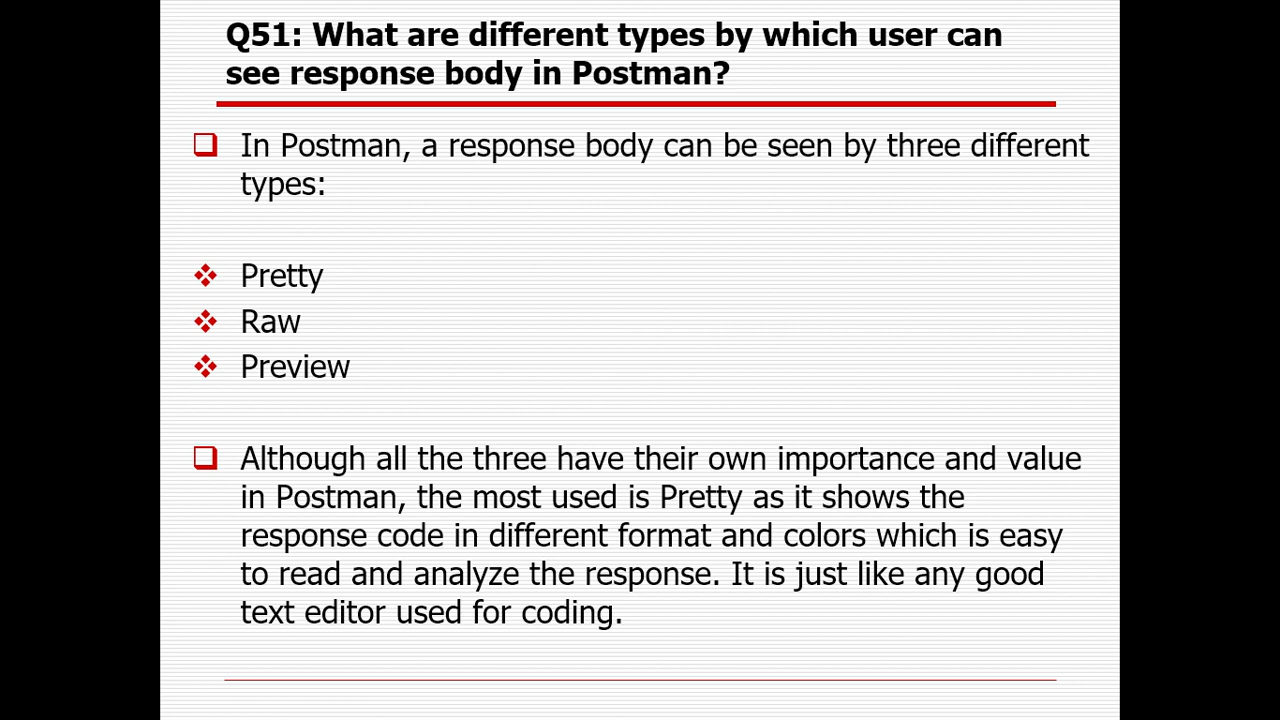 Q51: What are different types by which user can
see response body in Postman?
In Postman, a response body can be seen by three different
types:
Pretty
Raw
Preview
Although all the three have their own importance and value
in Postman, the most used is Pretty as it shows the
response code in different format and colors which is easy
to read and analyze the response. It is just like any good
text editor used for coding.